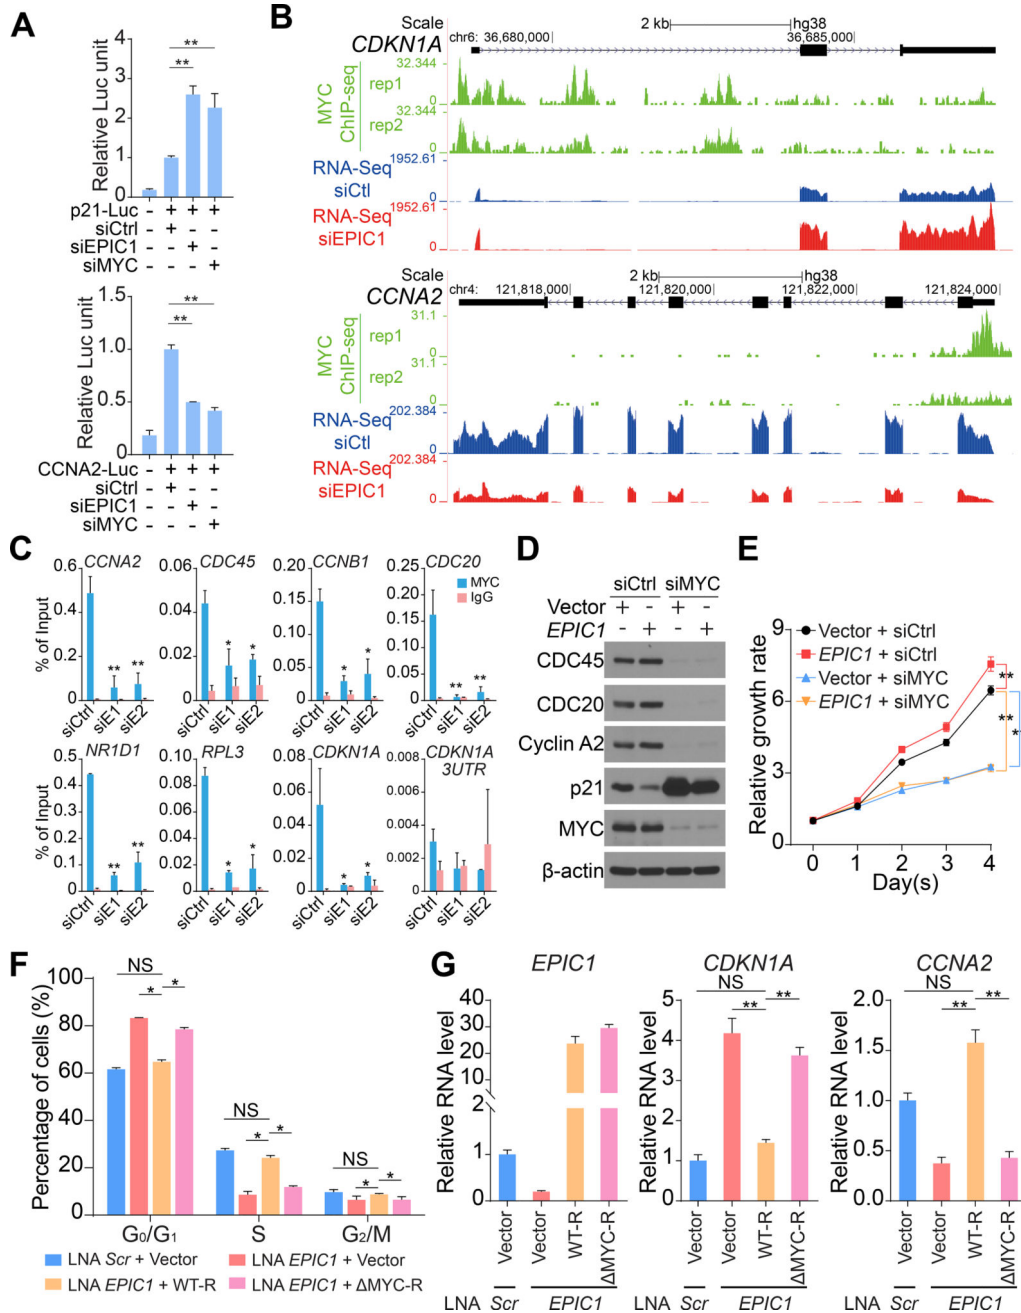 A
Relative Luc unit
4
3
2
1
0
**
**
p21-Luc - + + +
siCtrl - + - -
siEPIC1 - - + -
siMYC - - - +
Relative Luc unit
1.5
1.0
0.5
0
**
**
CCNA2-Luc - + + +
siCtrl - + - -
siEPIC1 - - + -
siMYC - - - +
B
Scale 2 kb hg38
CDKN1A chr6: 36,680,000 36,685,000
MYC ChIP-seq
32.344 rep1 0
32.344 rep2 0
RNA-Seq siCtl 1952.61 0
RNA-Seq siEPIC1 1952.61 0
Scale 2 kb hg38
CCNA2 chr4: 121,818,000 121,820,000 121,822,000 121,824,000
MYC ChIP-seq
31.1 rep1 0
31.1 rep2 0
RNA-Seq siCtl 202.384 0
RNA-Seq siEPIC1 202.384 0
C
% of Input
CCNA2
0.6
0.4
0.2
0.0
** **
siCtrl siE1 siE2
CDC45
0.06
0.04
0.02
0.00
* *
siCtrl siE1 siE2
CCNB1
0.20
0.15
0.10
0.05
0.00
* *
siCtrl siE1 siE2
CDC20
0.25
0.20
0.15
0.10
0.05
0.00
MYC
IgG
** **
siCtrl siE1 siE2
% of Input
NR1D1
0.5
0.4
0.3
0.2
0.1
0.0
** **
siCtrl siE1 siE2
RPL3
0.10
0.08
0.06
0.04
0.02
0.00
* *
siCtrl siE1 siE2
CDKN1A
0.08
0.06
0.04
0.02
0.00
* *
siCtrl siE1 siE2
CDKN1A
3UTR
0.008
0.006
0.004
0.002
0.000
siCtrl siE1 siE2
D
siCtrl siMYC
Vector + - + -
EPIC1 - + - +
CDC45
CDC20
Cyclin A2
p21
MYC
β-actin
E
Relative growth rate
9
6
3
0
Vector + siCtrl
EPIC1 + siCtrl
Vector + siMYC
EPIC1 + siMYC
**
**
0 1 2 3 4
Day(s)
F
Percentage of cells (%)
100
80
60
40
20
0
NS
* *
NS
* *
NS
* *
G0/G1 S G2/M
LNA Scr + Vector
LNA EPIC1 + Vector
LNA EPIC1 + WT-R
LNA EPIC1 + ΔMYC-R
G
EPIC1
Relative RNA level
40
30
20
10
2
1
0
Vector Vector WT-R ΔMYC-R
LNA Scr EPIC1
CDKN1A
Relative RNA level
5
4
3
2
1
0
NS
** **
Vector Vector WT-R ΔMYC-R
LNA Scr EPIC1
CCNA2
Relative RNA level
2.0
1.5
1.0
0.5
0.0
NS
** **
Vector Vector WT-R ΔMYC-R
LNA Scr EPIC1